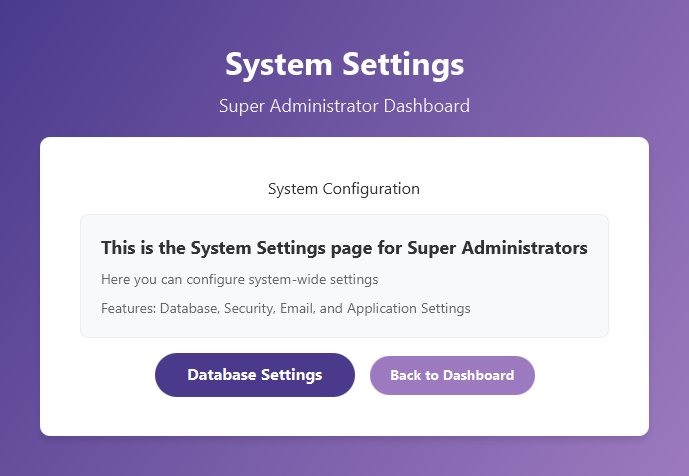 System Settings
Super Administrator Dashboard
System Configuration
This is the System Settings page for Super Administrators
Here you can configure system-wide settings
Features: Database, Security, Email, and Application Settings
Database Settings
Back to Dashboard